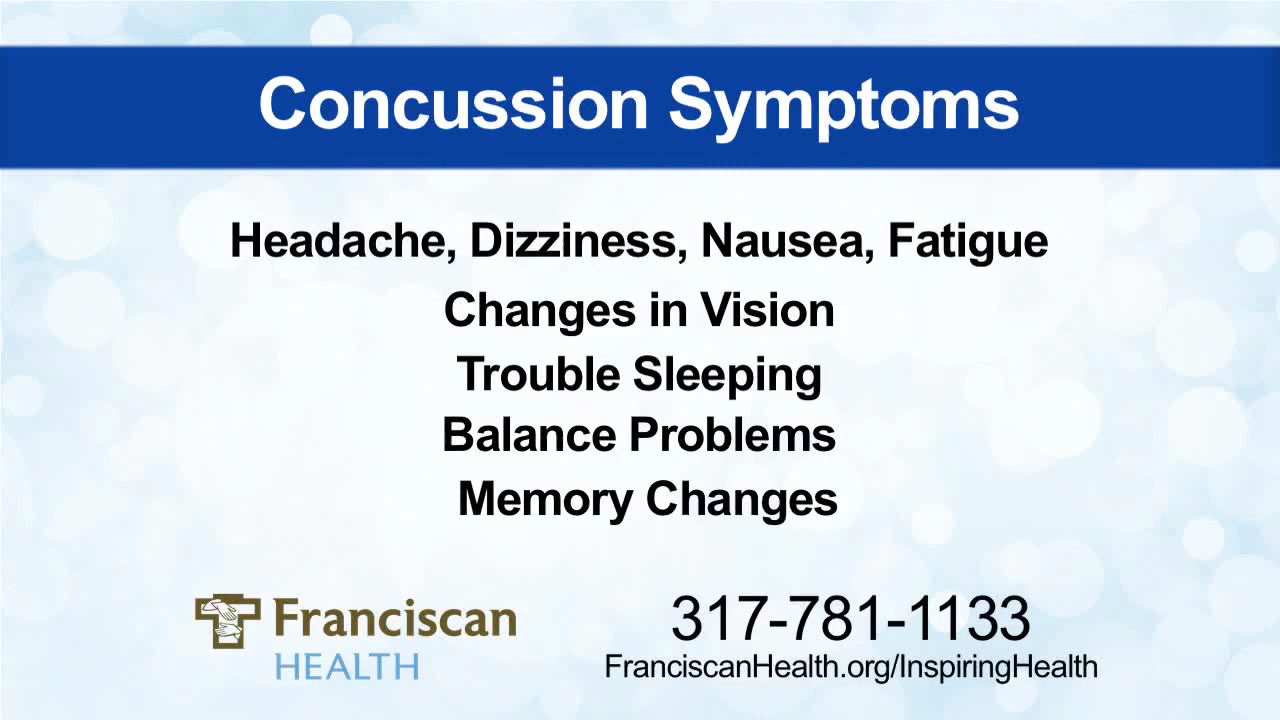 Concussion Symptoms
Headache, Dizziness, Nausea, Fatigue
Changes in Vision
Trouble Sleeping
Balance Problems
Memory Changes
Franciscan
HEALTH
317-781-1133
FranciscanHealth.org/InspiringHealth